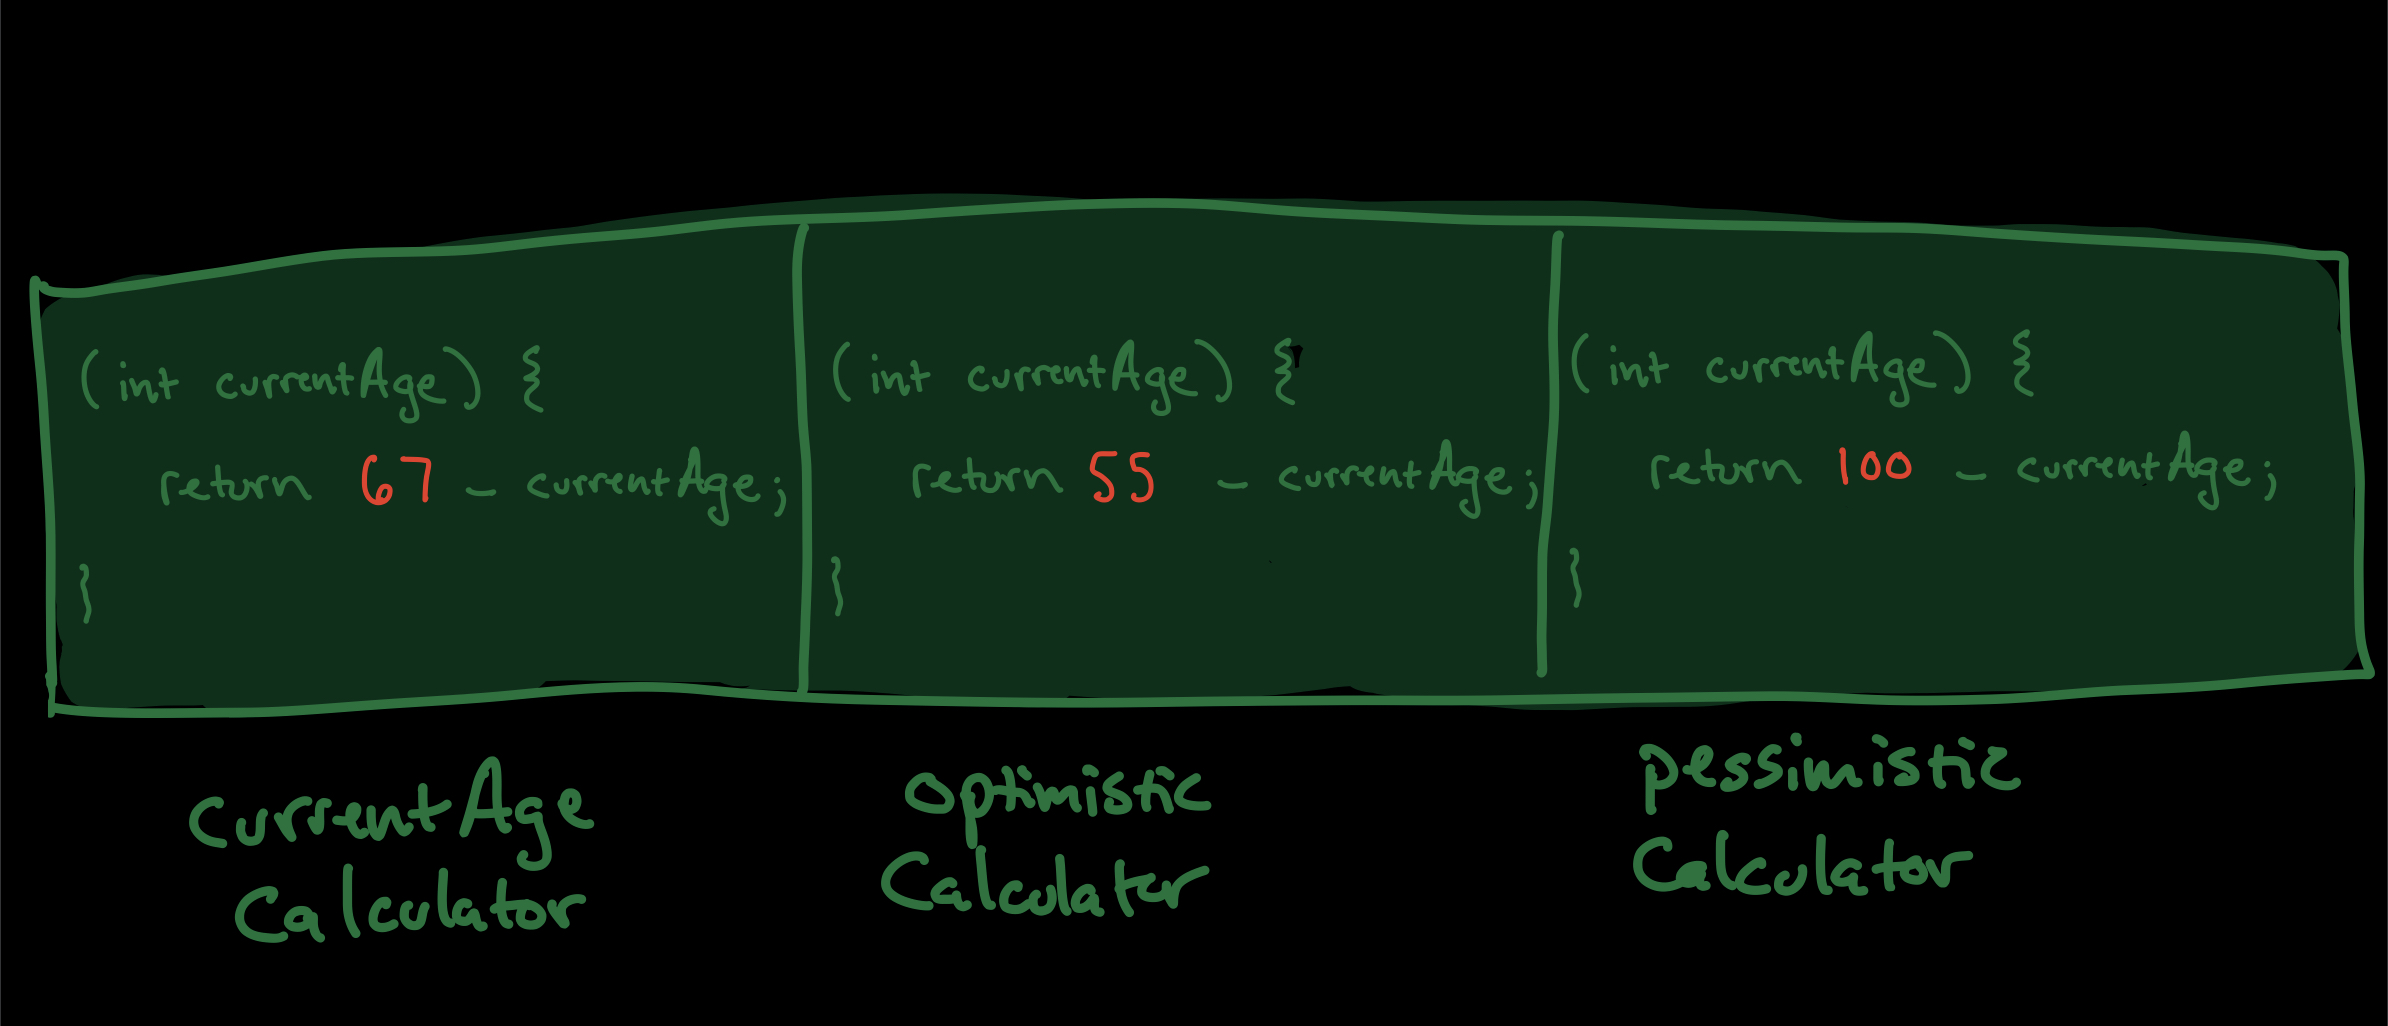 (int currentAge) {
return 67 - currentAge;
}
(int currentAge) {
return 55 - currentAge;
}
(int currentAge) {
return 100 - currentAge;
}
CurrentAge
Calculator
Optimistic
Calculator
pessimistic
Calculator